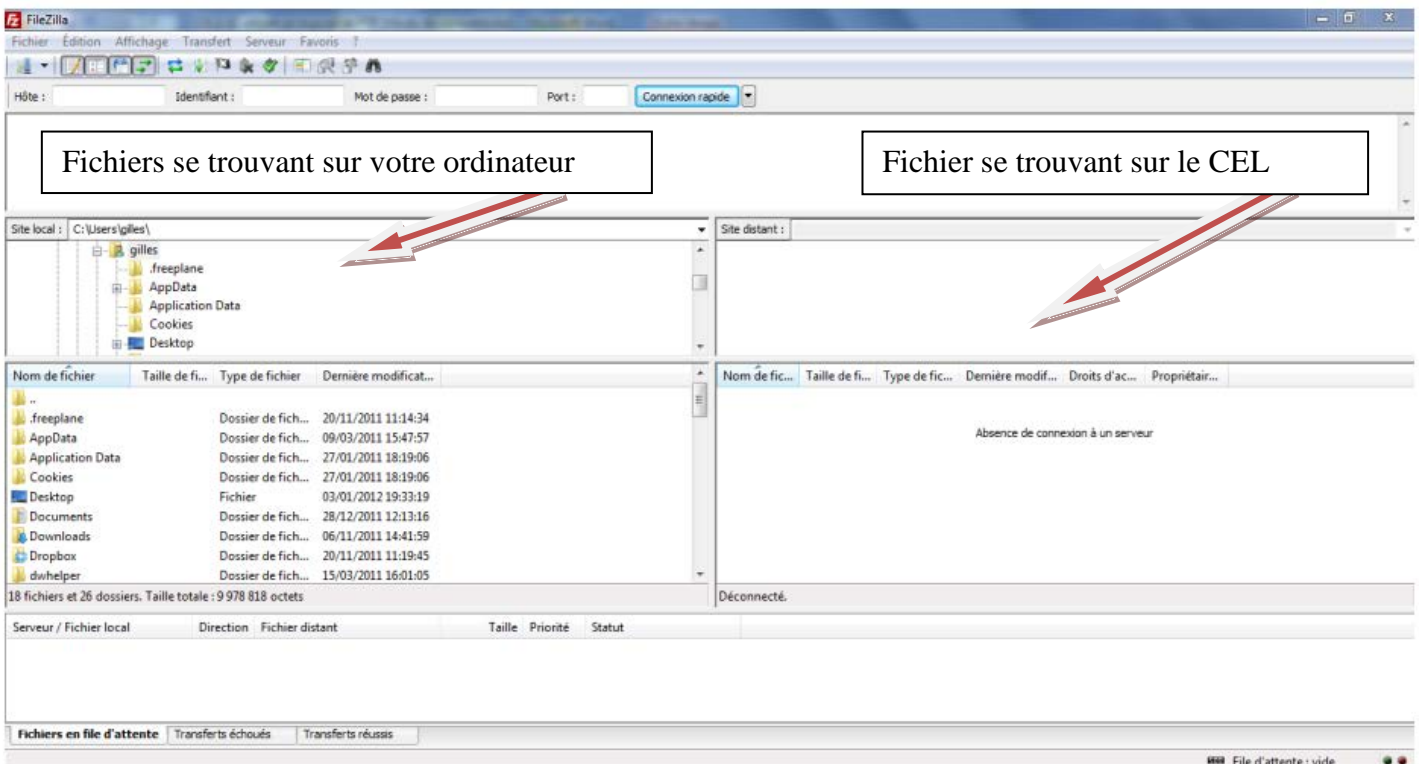 FileZilla
Fichier Édition Affichage Transfert Serveur Favoris ?
Hôte : Identifiant : Mot de passe : Port : Connexion rapide
Fichiers se trouvant sur votre ordinateur
Fichier se trouvant sur le CEL
Site local : C:\Users\gilles\
gilles
.freeplane
AppData
Application Data
Cookies
Desktop
Site distant :
Nom de fichier Taille de fi... Type de fichier Dernière modificat...
..
.freeplane Dossier de fich... 20/11/2011 11:14:34
AppData Dossier de fich... 09/03/2011 15:47:57
Application Data Dossier de fich... 27/01/2011 18:19:06
Cookies Dossier de fich... 27/01/2011 18:19:06
Desktop Fichier 03/01/2012 19:33:19
Documents Dossier de fich... 28/12/2011 12:13:16
Downloads Dossier de fich... 06/11/2011 14:41:59
Dropbox Dossier de fich... 20/11/2011 11:19:45
dwhelper Dossier de fich... 15/03/2011 16:01:05
18 fichiers et 26 dossiers. Taille totale : 9 978 818 octets
Nom de fic... Taille de fi... Type de fic... Dernière modif... Droits d'ac... Propriétair...
Absence de connexion à un serveur
Déconnecté.
Serveur / Fichier local Direction Fichier distant Taille Priorité Statut
Fichiers en file d'attente Transferts échoués Transferts réussis
File d'attente : vide